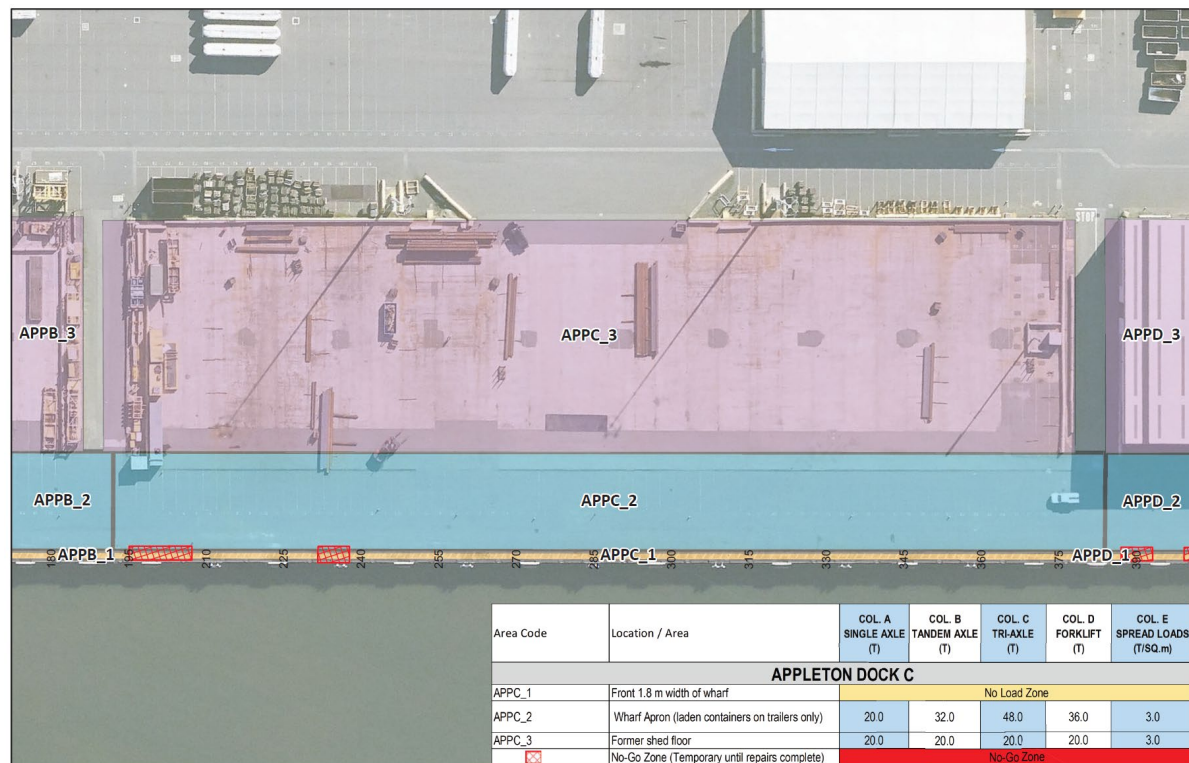 STOP
APPB_3
APPC_3
APPD_3
APPB_2
APPC_2
APPD_2
APPB_1
APPC_1
APPD_1
180
195
210
225
240
255
270
285
300
315
330
345
360
375
390
Area Code
Location / Area
COL. A
SINGLE AXLE
(T)
COL. B
TANDEM AXLE
(T)
COL. C
TRI-AXLE
(T)
COL. D
FORKLIFT
(T)
COL. E
SPREAD LOADS
(T/SQ.m)
APPLETON DOCK C
APPC_1 Front 1.8 m width of wharf No Load Zone
APPC_2 Wharf Apron (laden containers on trailers only) 20.0 32.0 48.0 36.0 3.0
APPC_3 Former shed floor 20.0 20.0 20.0 20.0 3.0
No-Go Zone (Temporary until repairs complete) No-Go Zone